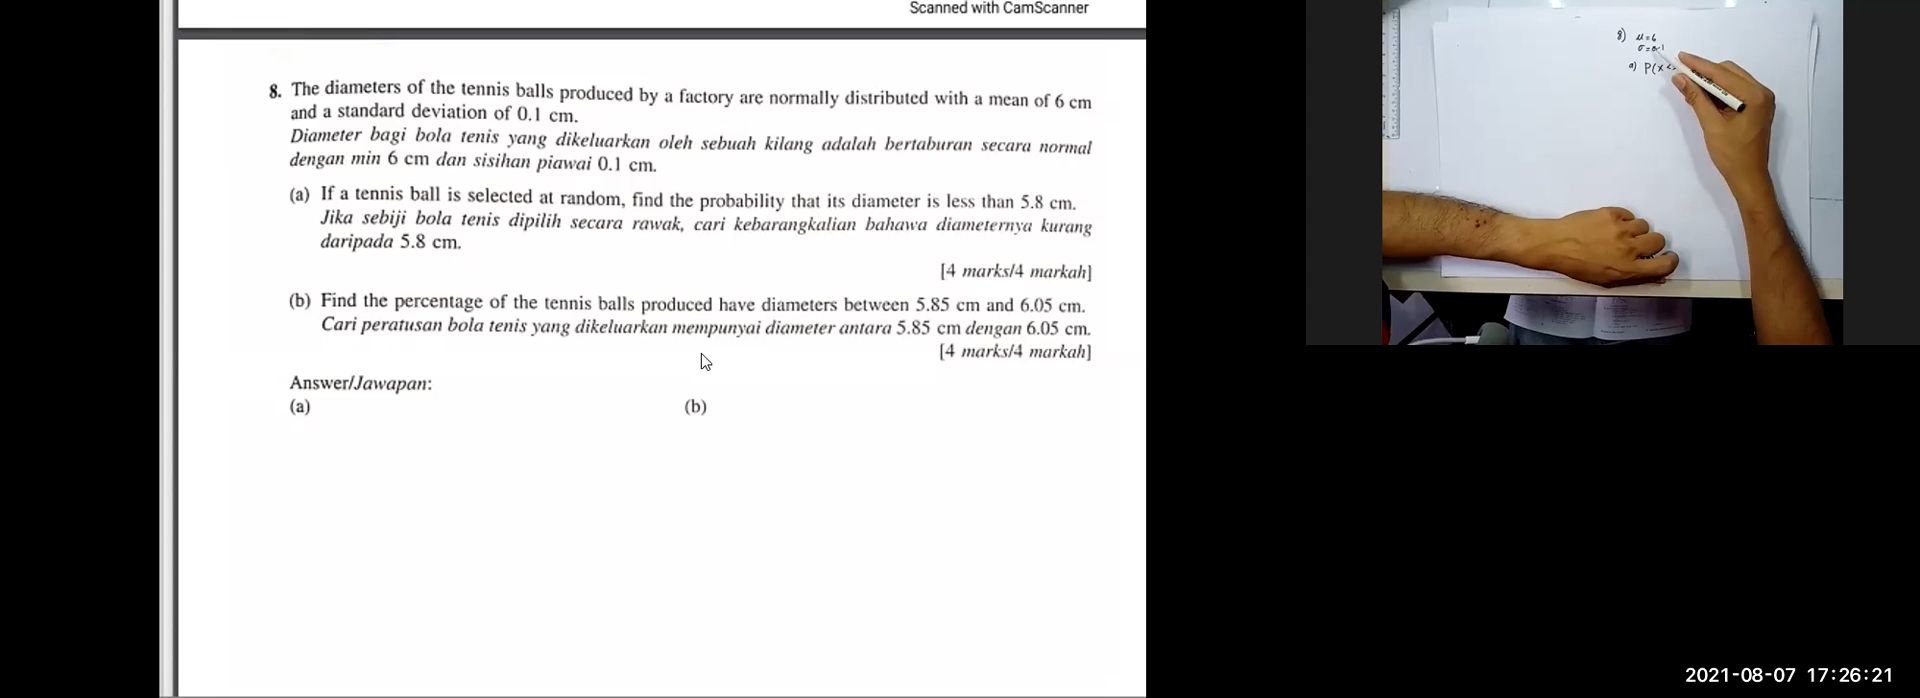 Scanned with CamScanner
8. The diameters of the tennis balls produced by a factory are normally distributed with a mean of 6 cm
and a standard deviation of 0.1 cm.
Diameter bagi bola tenis yang dikeluarkan oleh sebuah kilang adalah bertaburan secara normal
dengan min 6 cm dan sisihan piawai 0.1 cm.
(a) If a tennis ball is selected at random, find the probability that its diameter is less than 5.8 cm.
Jika sebiji bola tenis dipilih secara rawak, cari kebarangkalian bahawa diameternya kurang
daripada 5.8 cm.
[4 marks/4 markah]
(b) Find the percentage of the tennis balls produced have diameters between 5.85 cm and 6.05 cm.
Cari peratusan bola tenis yang dikeluarkan mempunyai diameter antara 5.85 cm dengan 6.05 cm.
[4 marks/4 markah]
Answer/Jawapan:
(a) (b)
8) μ=6
σ=0.1
a) P(x<
2021-08-07 17:26:21